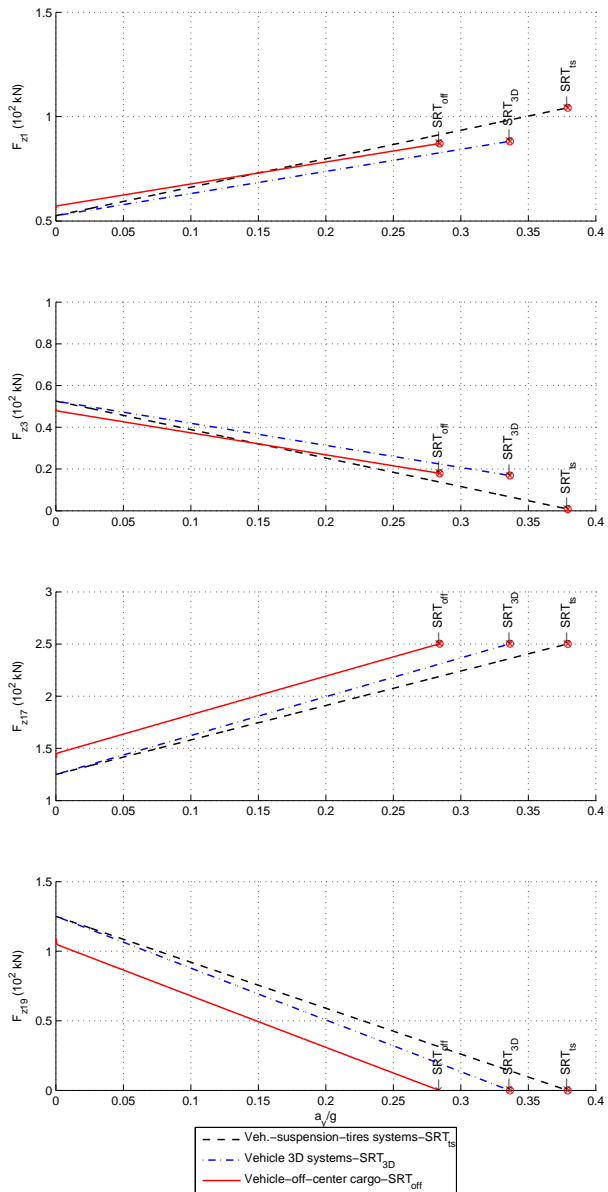 1.5
1
0.5
0 0.05 0.1 0.15 0.2 0.25 0.3 0.35 0.4
F_z1 (10^2 kN)
SRT_off
SRT_3D
SRT_ts
1
0.8
0.6
0.4
0.2
0
0 0.05 0.1 0.15 0.2 0.25 0.3 0.35 0.4
F_z3 (10^2 kN)
SRT_off
SRT_3D
SRT_ts
3
2.5
2
1.5
1
0 0.05 0.1 0.15 0.2 0.25 0.3 0.35 0.4
F_z17 (10^2 kN)
SRT_off
SRT_3D
SRT_ts
1.5
1
0.5
0
0 0.05 0.1 0.15 0.2 0.25 0.3 0.35 0.4
F_z19 (10^2 kN)
SRT_off
SRT_3D
SRT_ts
a_y/g
Veh.−suspension−tires systems−SRT_ts
Vehicle 3D systems−SRT_3D
Vehicle−off−center cargo−SRT_off